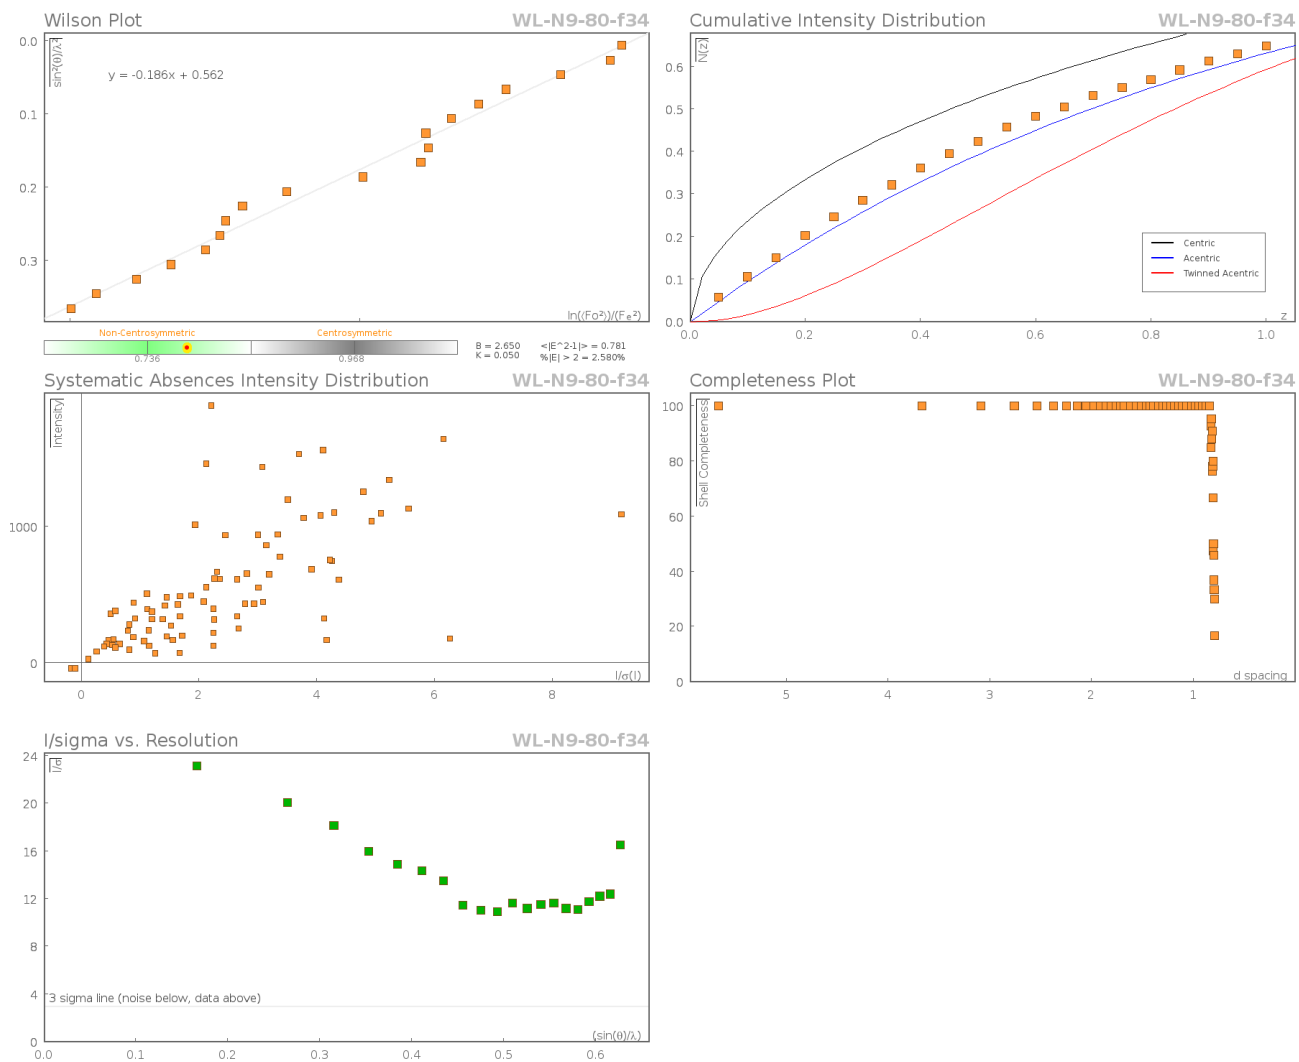 Wilson Plot WL-N9-80-f34
sin²(θ)/λ²
y = -0.186x + 0.562
0.0
0.1
0.2
0.3
ln(⟨Fo²⟩)/(Fe²)
Non-Centrosymmetric Centrosymmetric
0.736 0.968
B = 2.650 <|E^2-1|> = 0.781
K = 0.050 %|E| > 2 = 2.580%
Cumulative Intensity Distribution WL-N9-80-f34
N(z)
0.6
0.5
0.4
0.3
0.2
0.1
0.0
Centric
Acentric
Twinned Acentric
z
0.0 0.2 0.4 0.6 0.8 1.0
Systematic Absences Intensity Distribution WL-N9-80-f34
Intensity
1000
0
I/σ(I)
0 2 4 6 8
Completeness Plot WL-N9-80-f34
Shell Completeness
100
80
60
40
20
0
d spacing
5 4 3 2 1
I/sigma vs. Resolution WL-N9-80-f34
I/σ
24
20
16
12
8
4
0
3 sigma line (noise below, data above)
(sin(θ)/λ)
0.0 0.1 0.2 0.3 0.4 0.5 0.6